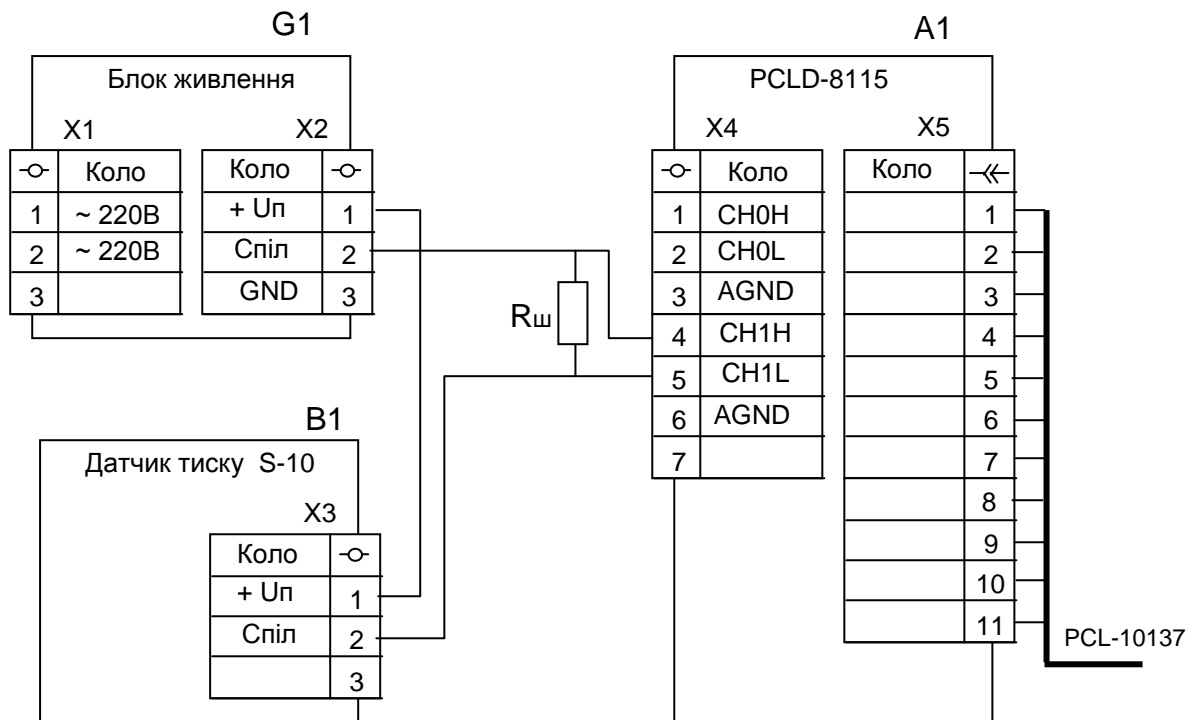 G1
Блок живлення
X1
X2
Коло
Коло
1 ~ 220В
+ Uп 1
2 ~ 220В
Спіл 2
3
GND 3
Rш
A1
PCLD-8115
X4
X5
Коло
Коло
1 CH0H
1
2 CH0L
2
3 AGND
3
4 CH1H
4
5 CH1L
5
6 AGND
6
7
7
8
9
10
11
PCL-10137
B1
Датчик тиску S-10
X3
Коло
+ Uп 1
Спіл 2
3